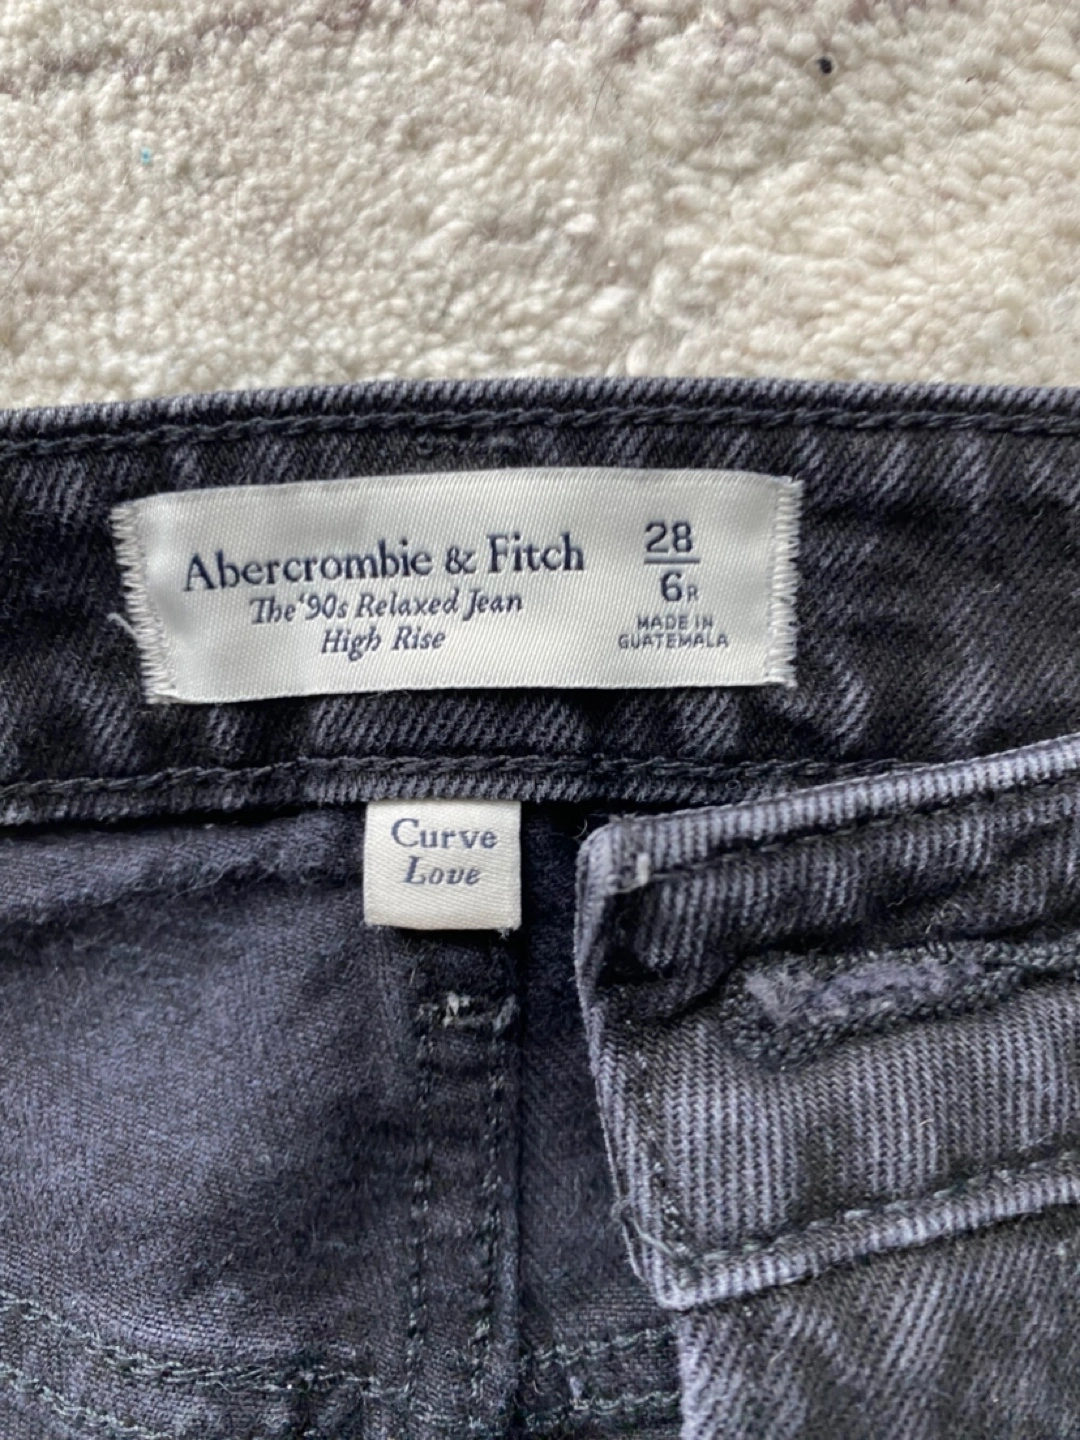 Abercrombie & Fitch
The ‘90s Relaxed Jean
High Rise
28
6R
MADE IN
GUATEMALA
Curve
Love